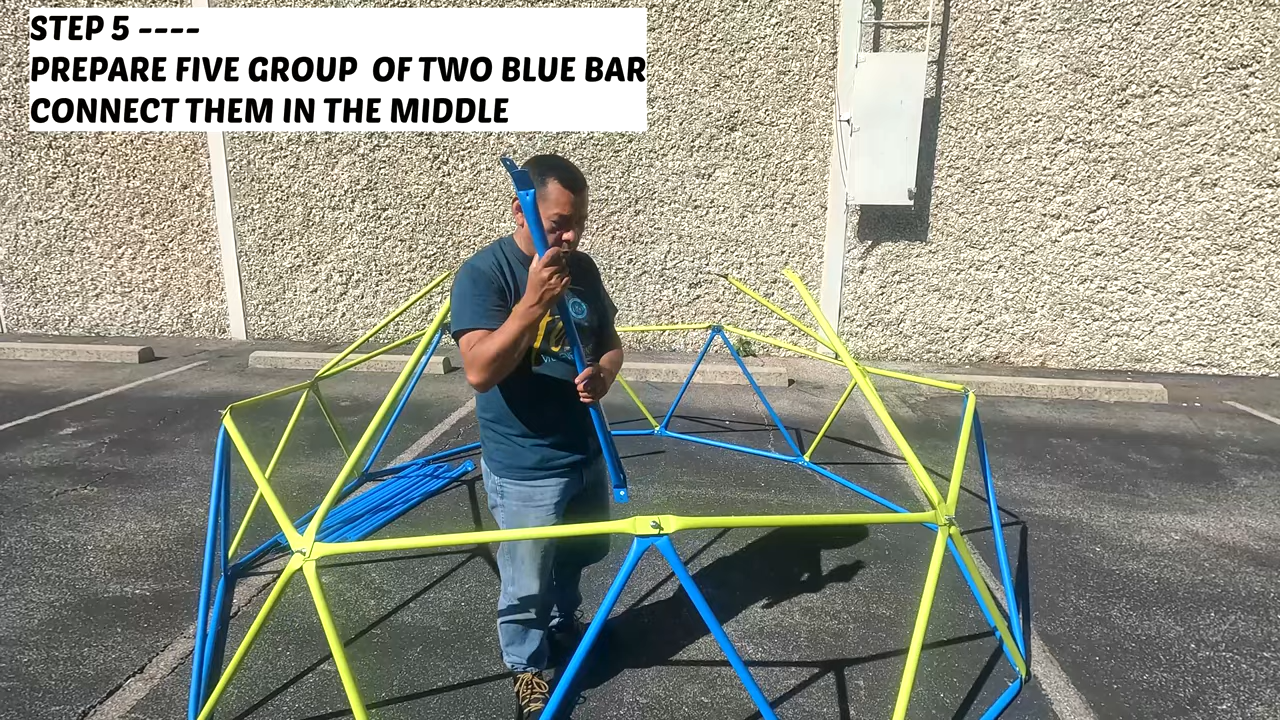 STEP 5 ----
PREPARE FIVE GROUP OF TWO BLUE BAR
CONNECT THEM IN THE MIDDLE